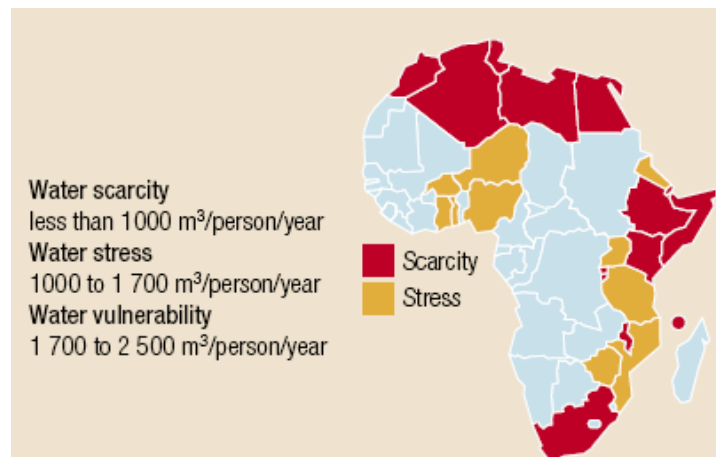 Water scarcity
less than 1000 m³/person/year
Water stress
1000 to 1 700 m³/person/year
Water vulnerability
1 700 to 2 500 m³/person/year
Scarcity
Stress